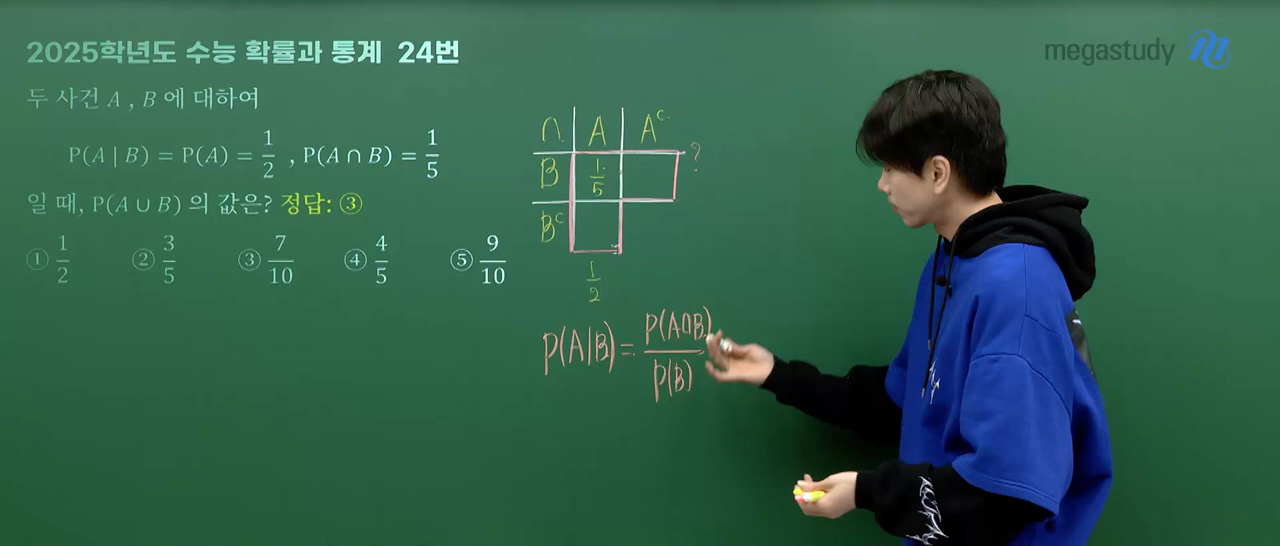 2025학년도 수능 확률과 통계 24번
megastudy
두 사건 A , B 에 대하여
P(A | B) = P(A) = 1/2 , P(A ∩ B) = 1/5
일 때, P(A ∪ B) 의 값은? 정답: ③
① 1/2 ② 3/5 ③ 7/10 ④ 4/5 ⑤ 9/10
∩ A Aᶜ
B 1/5 ?
Bᶜ
1/2
P(A|B) = P(A∩B)/P(B)